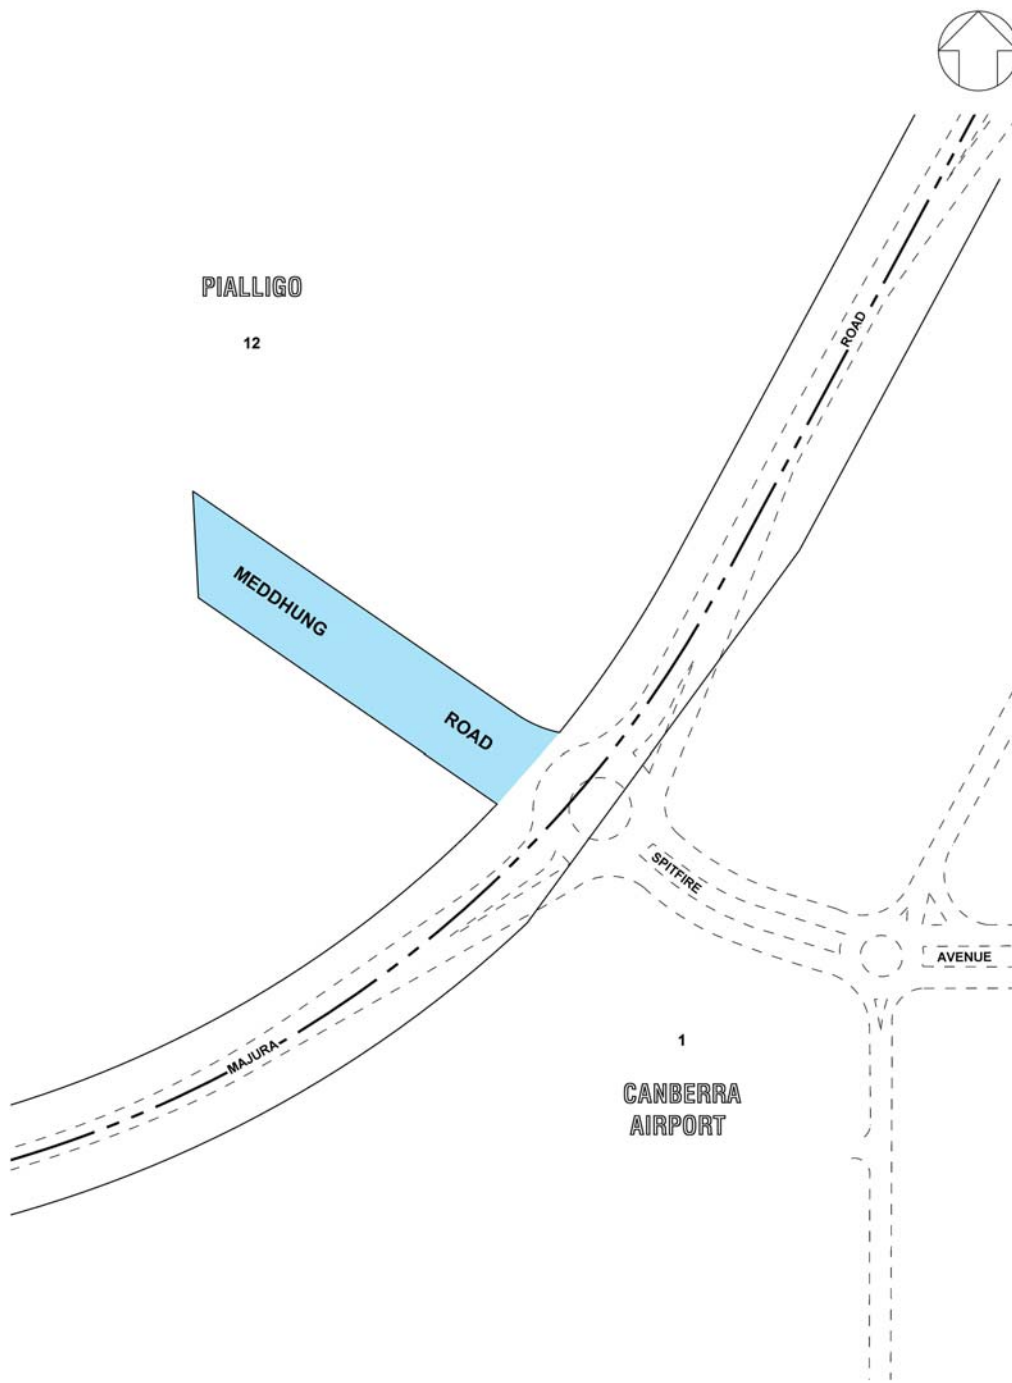 PIALLIGO
12
ROAD
MEDDHUNG
ROAD
SPITFIRE
AVENUE
MAJURA
1
CANBERRA
AIRPORT